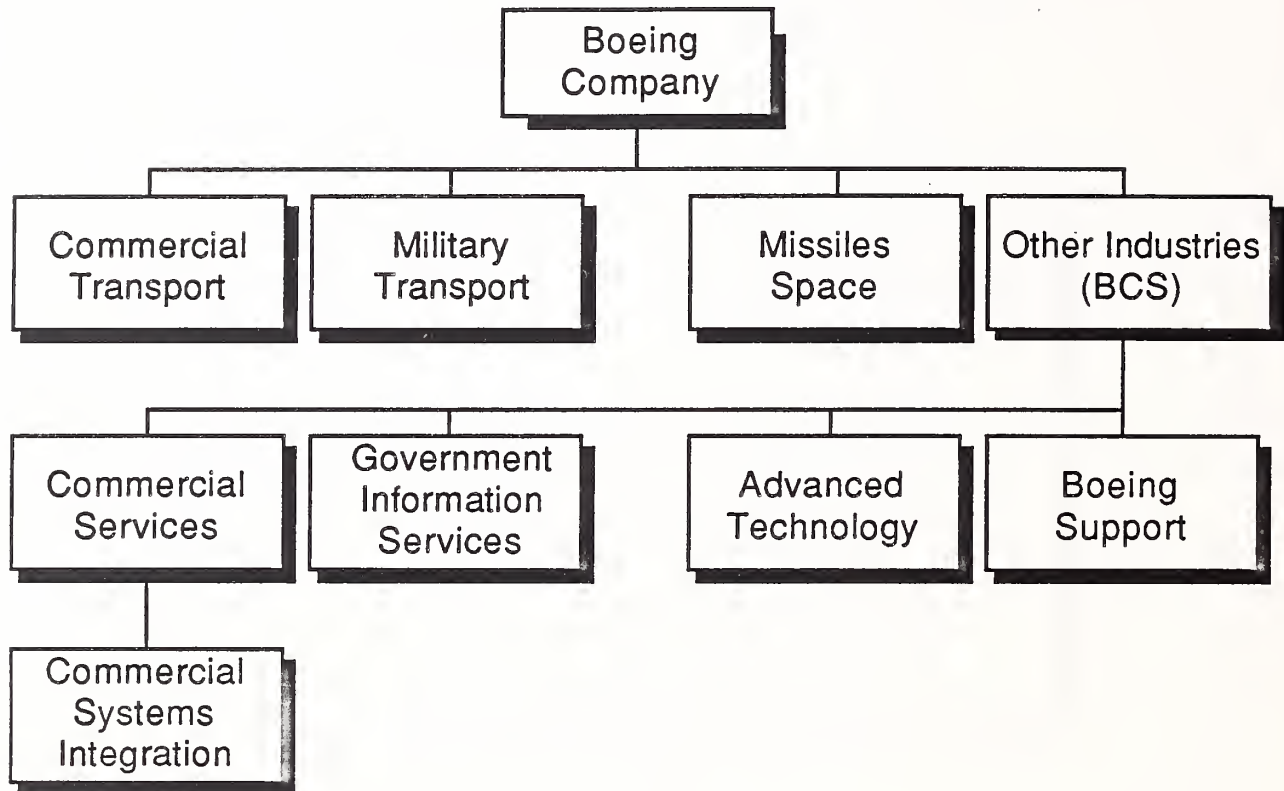 Boeing
Company
Commercial
Transport
Military
Transport
Missiles
Space
Other Industries
(BCS)
Commercial
Services
Government
Information
Services
Advanced
Technology
Boeing
Support
Commercial
Systems
Integration